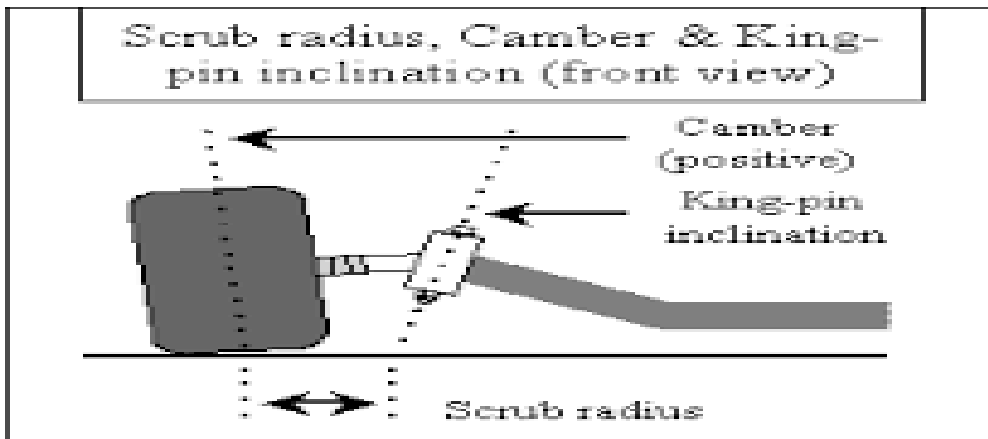 Scrub radius, Camber & King-
pin inclination (front view)
Camber
(positive)
King-pin
inclination
Scrub radius